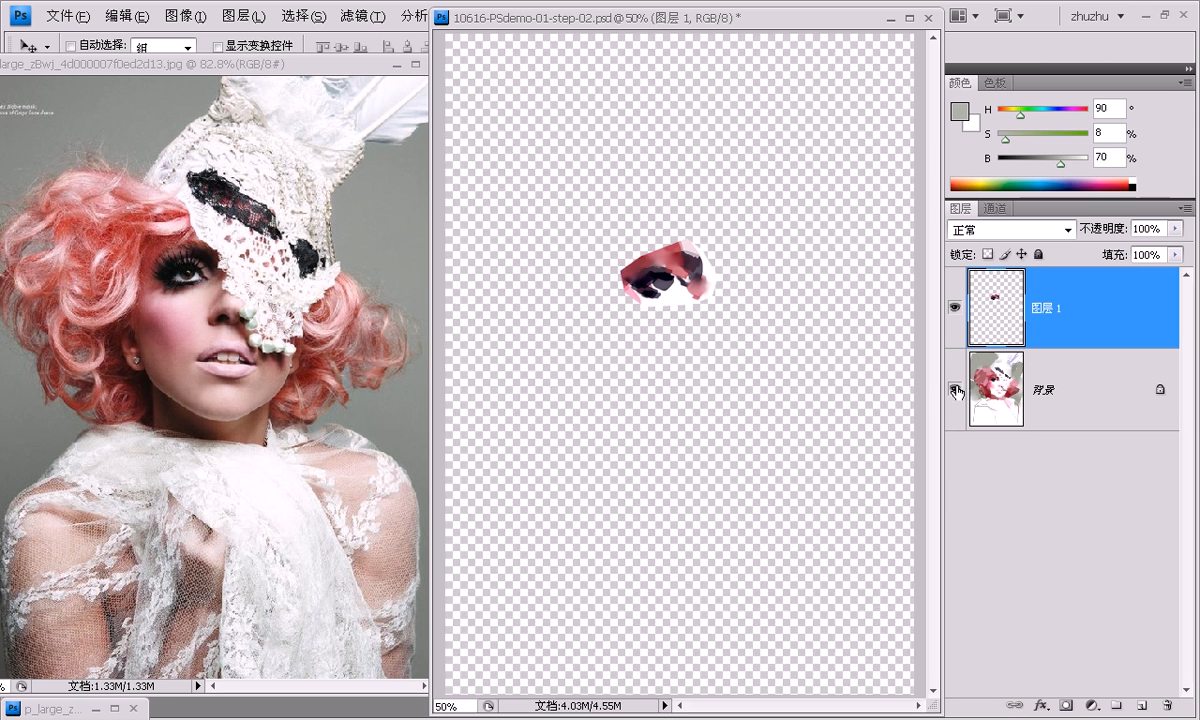 Ps 文件(F) 编辑(E) 图像(I) 图层(L) 选择(S) 滤镜(T) 分析
自动选择: 组 显示变换控件
large_zBwj_4d000007f0ed2d13.jpg @ 82.8%(RGB/8#)
文档:1.33M/1.33M
p_large_z...
Ps 10616-PSdemo-01-step-02.psd @ 50% (图层 1, RGB/8) *
50% 文档:4.03M/4.55M
zhuzhu
颜色 色板
H 90 °
S 8 %
B 70 %
图层 通道
正常 不透明度: 100%
锁定: 填充: 100%
图层 1
背景
fx